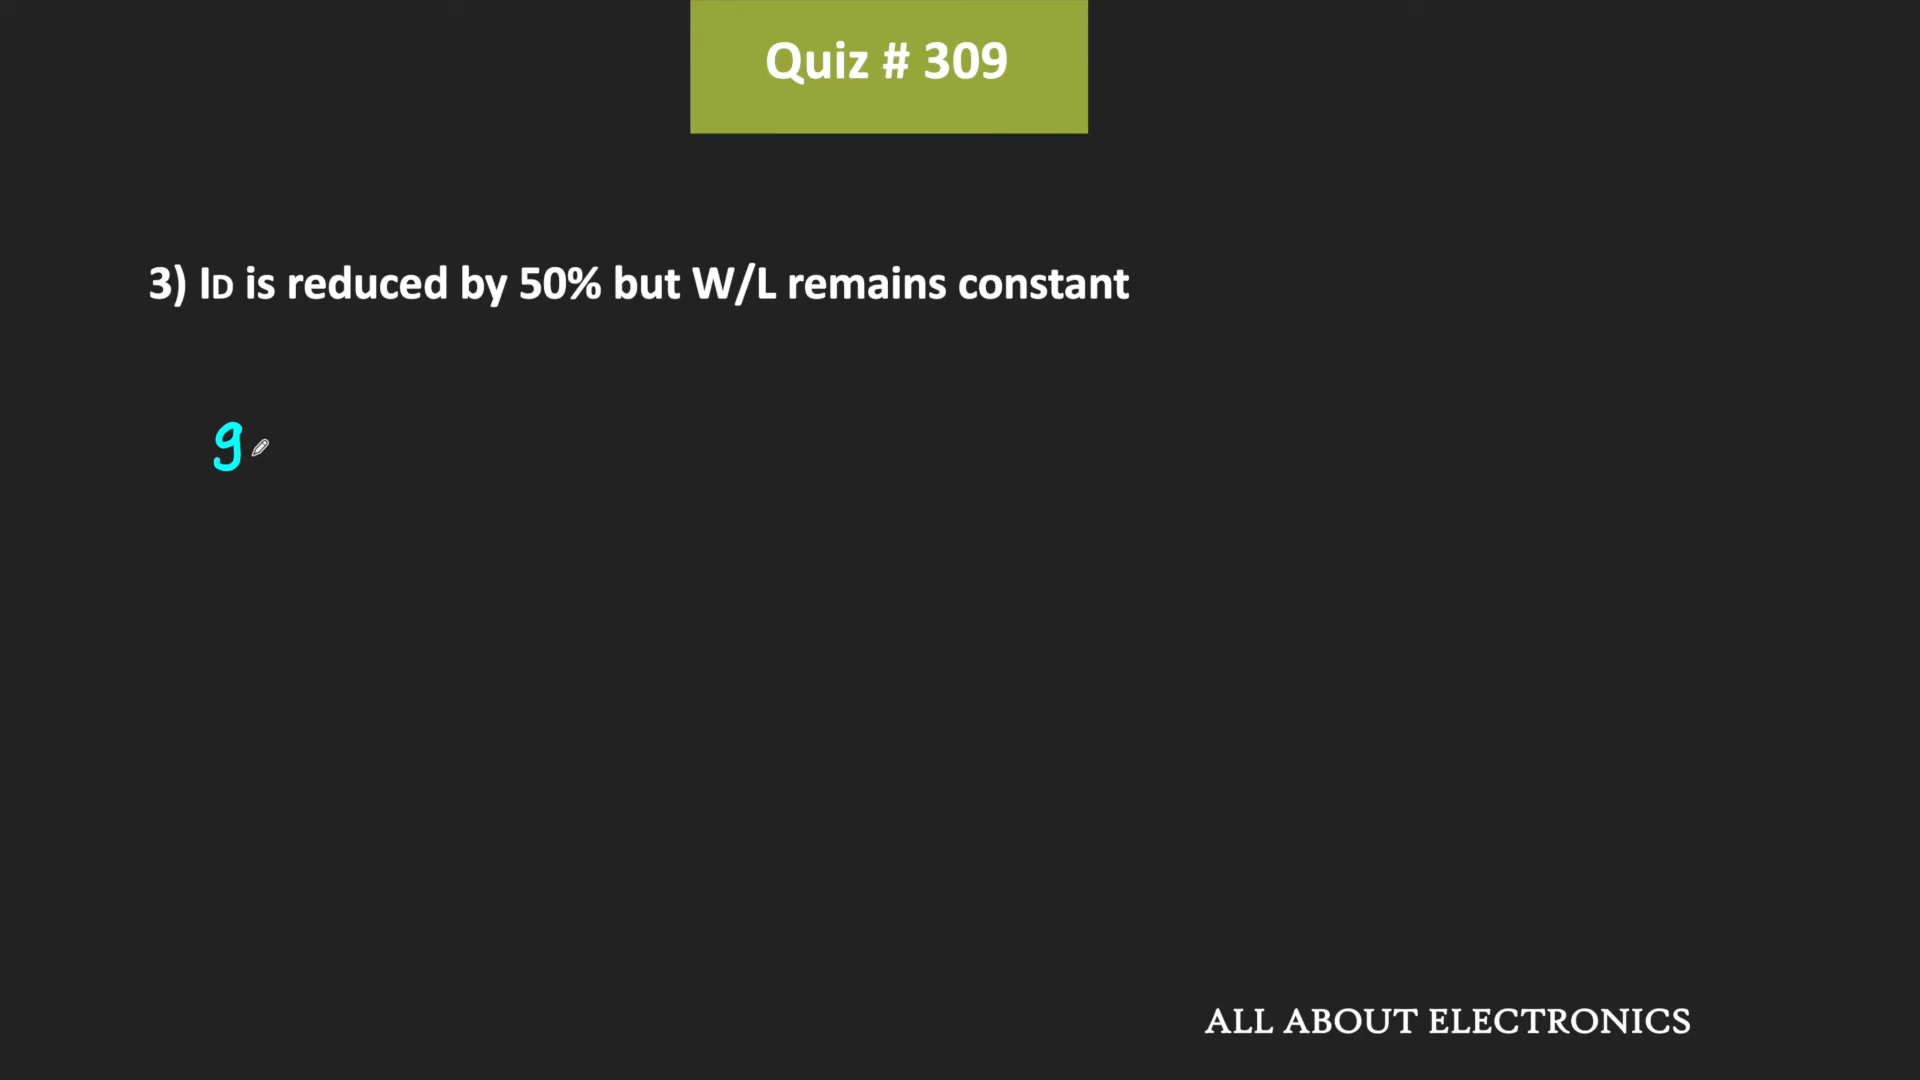 Quiz # 309
3) ID is reduced by 50% but W/L remains constant
g
ALL ABOUT ELECTRONICS